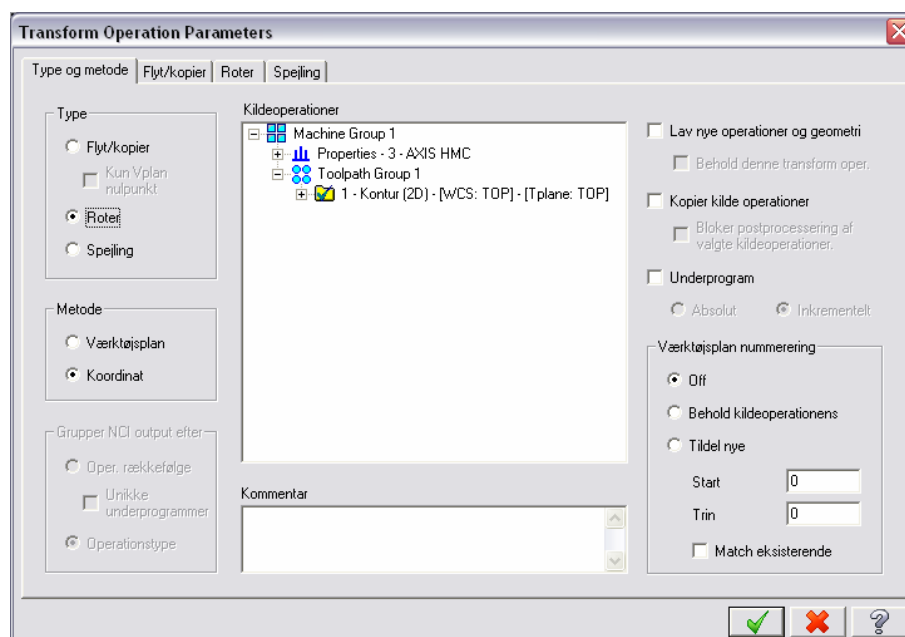 Transform Operation Parameters
Type og metode
Flyt/kopier
Roter
Spejling
Type
Flyt/kopier
Kun Vplan
nulpunkt
Roter
Spejling
Metode
Værktøjsplan
Koordinat
Grupper NCI output efter
Oper. rækkefølge
Unikke
underprogrammer
Operationstype
Kildeoperationer
Machine Group 1
Properties - 3 - AXIS HMC
Toolpath Group 1
1 - Kontur (2D) - [WCS: TOP] - [Tplane: TOP]
Kommentar
Lav nye operationer og geometri
Behold denne transform oper.
Kopier kilde operationer
Bloker postprocessering af
valgte kildeoperationer.
Underprogram
Absolut
Inkrementelt
Værktøjsplan nummerering
Off
Behold kildeoperationens
Tildel nye
Start 0
Trin 0
Match eksisterende